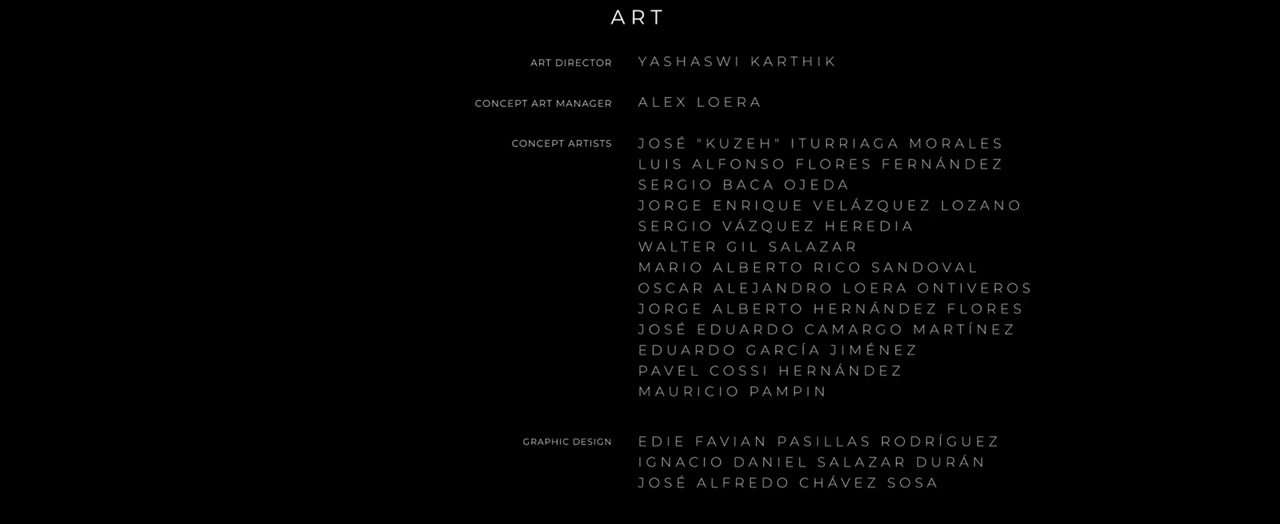 ART
ART DIRECTOR YASHASWI KARTHIK
CONCEPT ART MANAGER ALEX LOERA
CONCEPT ARTISTS JOSÉ "KUZEH" ITURRIAGA MORALES
LUIS ALFONSO FLORES FERNÁNDEZ
SERGIO BACA OJEDA
JORGE ENRIQUE VELÁZQUEZ LOZANO
SERGIO VÁZQUEZ HEREDIA
WALTER GIL SALAZAR
MARIO ALBERTO RICO SANDOVAL
OSCAR ALEJANDRO LOERA ONTIVEROS
JORGE ALBERTO HERNÁNDEZ FLORES
JOSÉ EDUARDO CAMARGO MARTÍNEZ
EDUARDO GARCÍA JIMÉNEZ
PAVEL COSSI HERNÁNDEZ
MAURICIO PAMPIN
GRAPHIC DESIGN EDIE FAVIAN PASILLAS RODRÍGUEZ
IGNACIO DANIEL SALAZAR DURÁN
JOSÉ ALFREDO CHÁVEZ SOSA